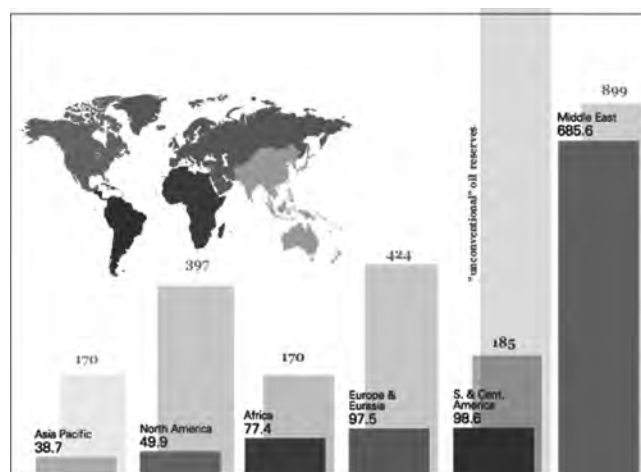 899
Middle East
685.6
"unconventional" oil reserves
397
424
170
170
185
Asia Pacific
38.7
North America
49.9
Africa
77.4
Europe &
Eurasia
97.5
S. & Cent.
America
98.6